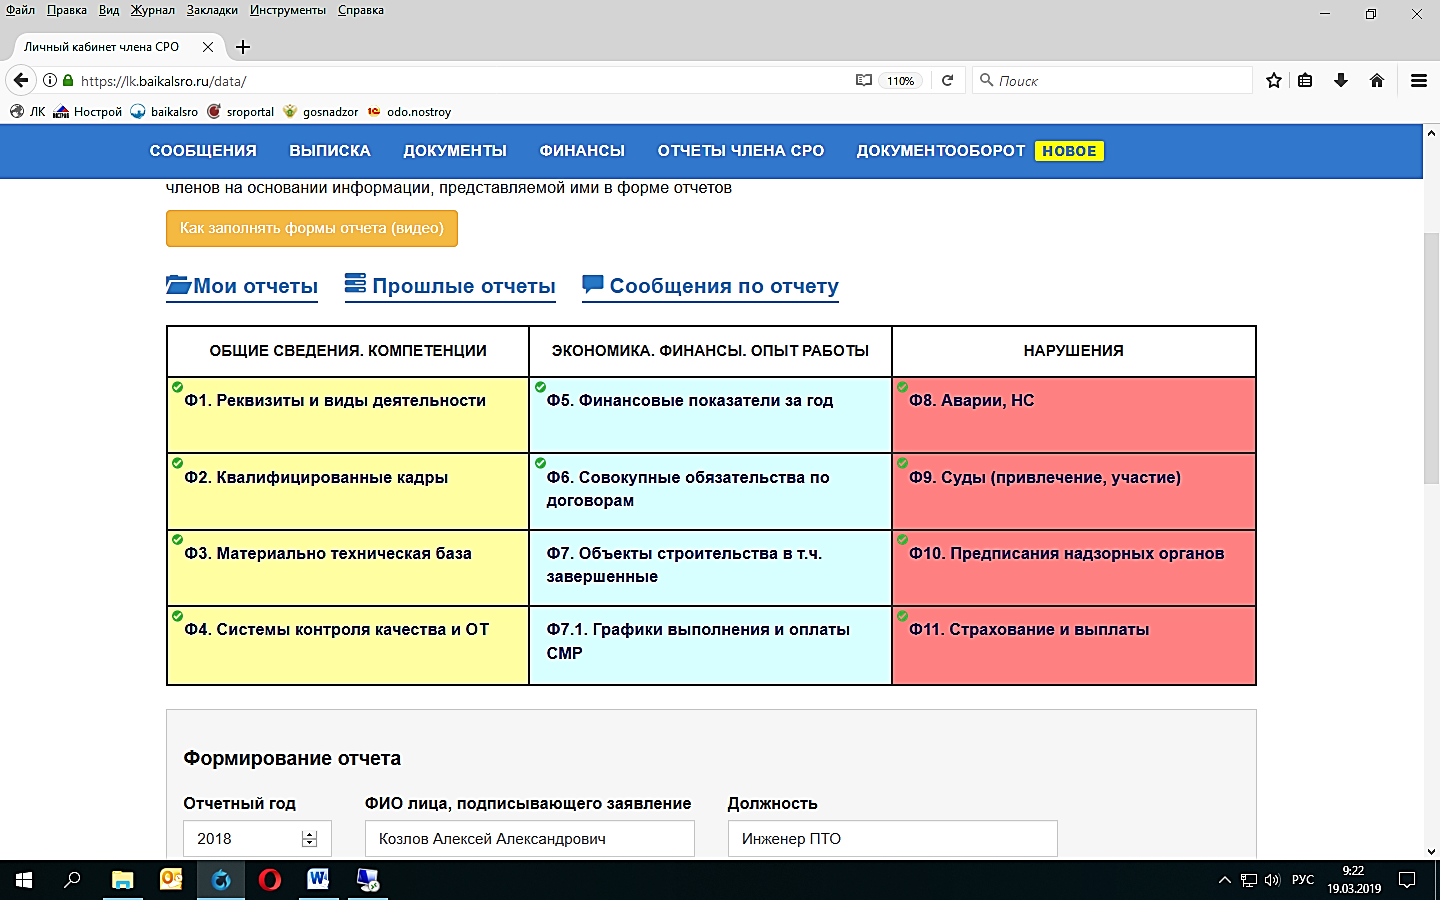 Файл Правка Вид Журнал Закладки Инструменты Справка
Личный кабинет члена СРО
https://lk.baikalsro.ru/data/
110%
Поиск
ЛК Нострой baikalsro sroportal gosnadzor odo.nostroy
СООБЩЕНИЯ ВЫПИСКА ДОКУМЕНТЫ ФИНАНСЫ ОТЧЕТЫ ЧЛЕНА СРО ДОКУМЕНТООБОРОТ НОВОЕ
членов на основании информации, представляемой ими в форме отчетов
Как заполнять формы отчета (видео)
Мои отчеты Прошлые отчеты Сообщения по отчету
ОБЩИЕ СВЕДЕНИЯ. КОМПЕТЕНЦИИ ЭКОНОМИКА. ФИНАНСЫ. ОПЫТ РАБОТЫ НАРУШЕНИЯ
Ф1. Реквизиты и виды деятельности
Ф5. Финансовые показатели за год
Ф8. Аварии, НС
Ф2. Квалифицированные кадры
Ф6. Совокупные обязательства по
договорам
Ф9. Суды (привлечение, участие)
Ф3. Материально техническая база
Ф7. Объекты строительства в т.ч.
завершенные
Ф10. Предписания надзорных органов
Ф4. Системы контроля качества и ОТ
Ф7.1. Графики выполнения и оплаты
СМР
Ф11. Страхование и выплаты
Формирование отчета
Отчетный год ФИО лица, подписывающего заявление Должность
2018 Козлов Алексей Александрович Инженер ПТО
РУС
9:22
19.03.2019